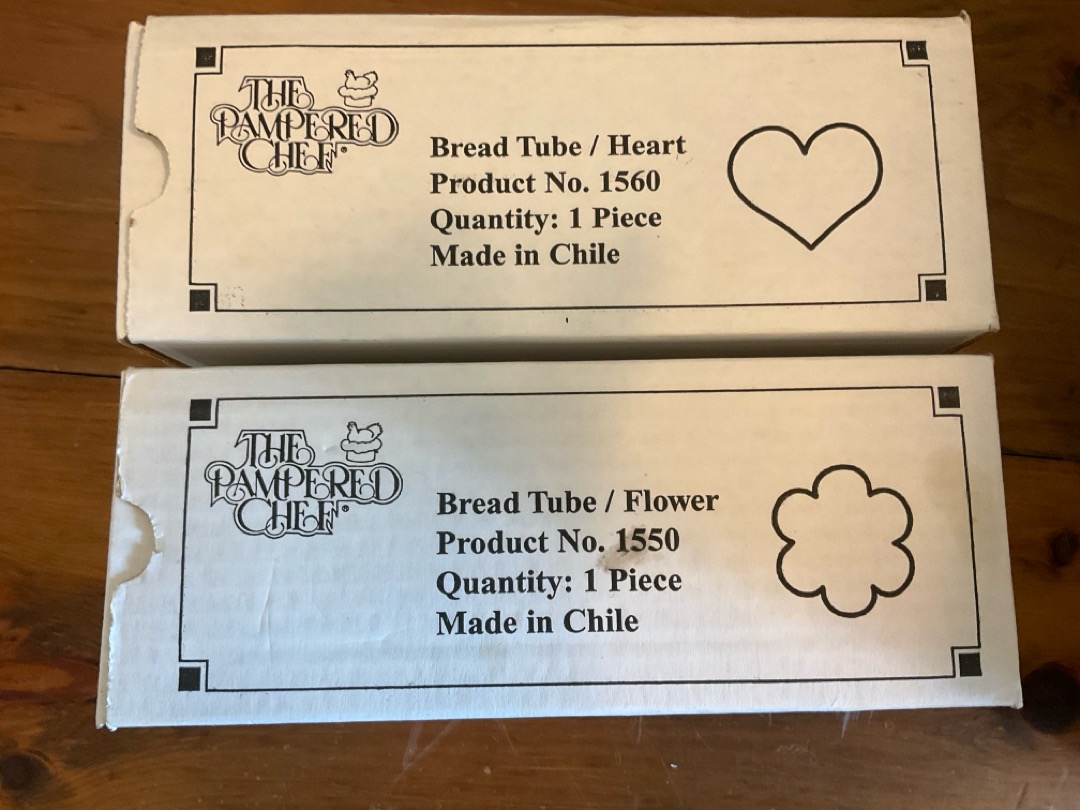 THE
PAMPERED
CHEF®
Bread Tube / Heart
Product No. 1560
Quantity: 1 Piece
Made in Chile
THE
PAMPERED
CHEF®
Bread Tube / Flower
Product No. 1550
Quantity: 1 Piece
Made in Chile